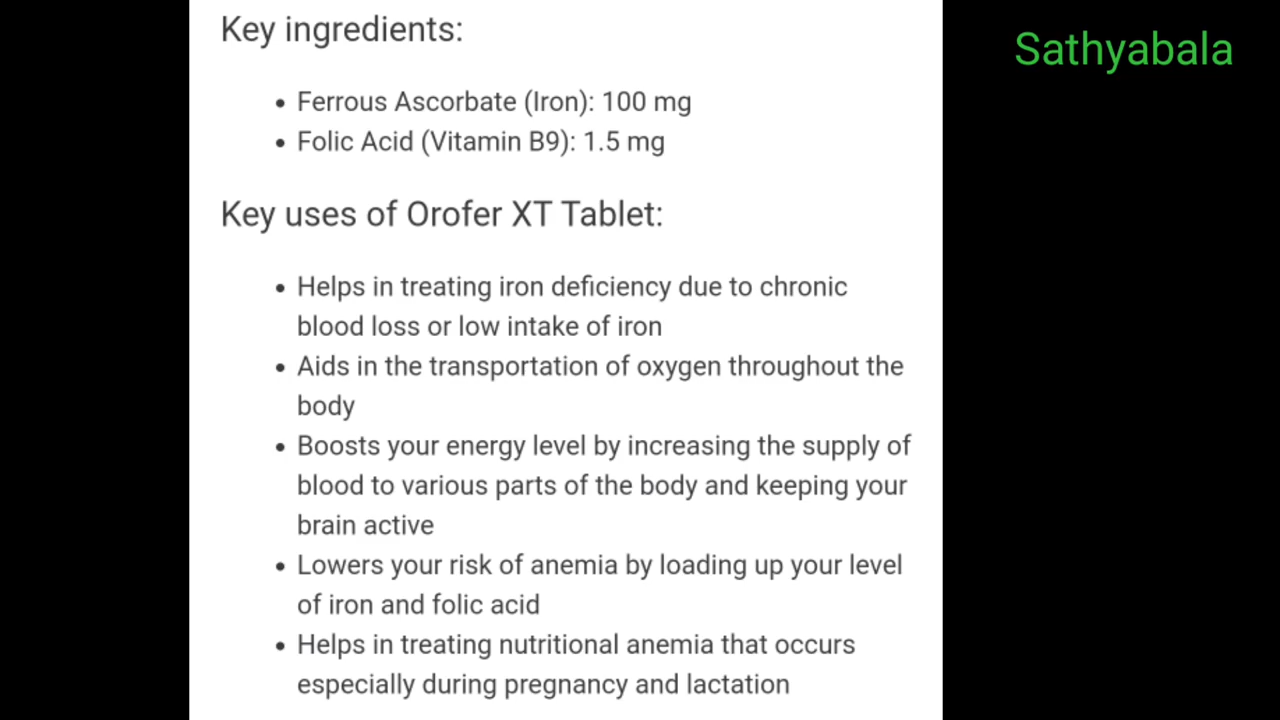 Key ingredients:
Sathyabala
• Ferrous Ascorbate (Iron): 100 mg
• Folic Acid (Vitamin B9): 1.5 mg
Key uses of Orofer XT Tablet:
• Helps in treating iron deficiency due to chronic
blood loss or low intake of iron
• Aids in the transportation of oxygen throughout the
body
• Boosts your energy level by increasing the supply of
blood to various parts of the body and keeping your
brain active
• Lowers your risk of anemia by loading up your level
of iron and folic acid
• Helps in treating nutritional anemia that occurs
especially during pregnancy and lactation